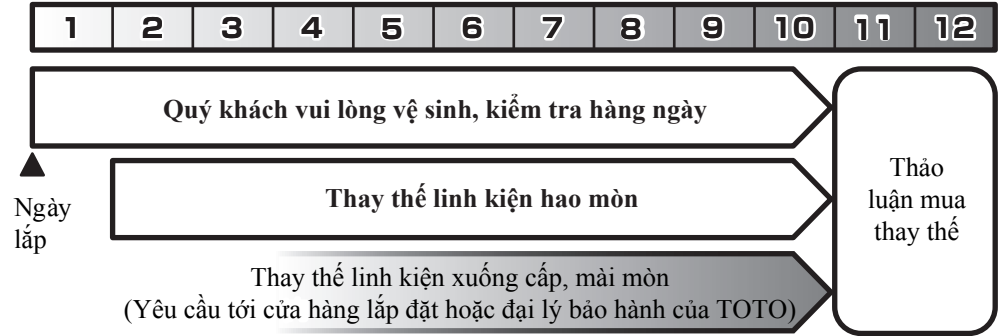 1 2 3 4 5 6 7 8 9 10 11 12
Quý khách vui lòng vệ sinh, kiểm tra hàng ngày
Ngày
lắp
Thay thế linh kiện hao mòn
Thay thế linh kiện xuống cấp, mài mòn
(Yêu cầu tới cửa hàng lắp đặt hoặc đại lý bảo hành của TOTO)
Thảo
luận mua
thay thế